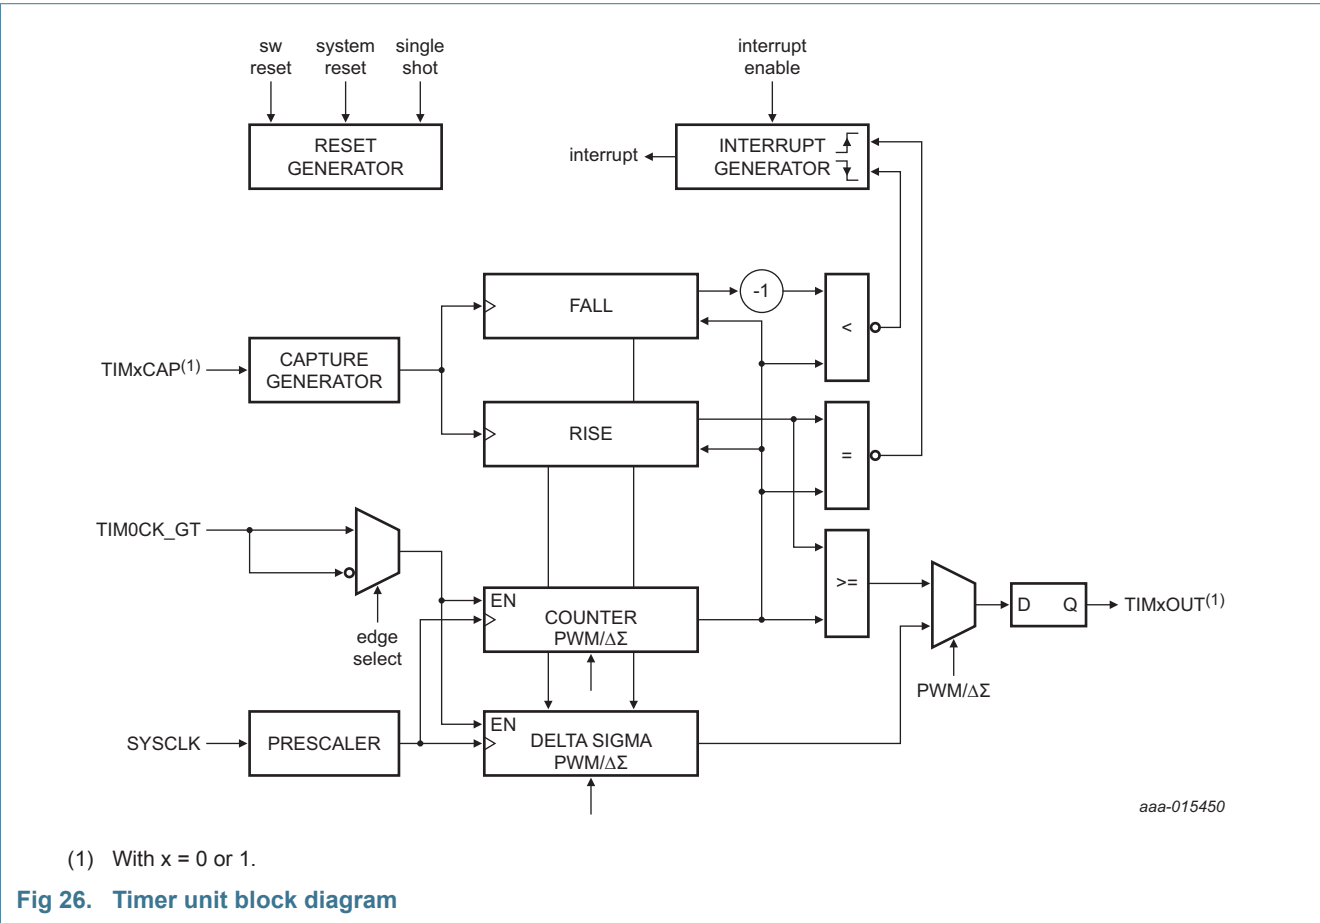 sw reset
system reset
single shot
interrupt enable
RESET GENERATOR
interrupt
INTERRUPT GENERATOR
FALL
-1
<
TIMxCAP(1)
CAPTURE GENERATOR
RISE
=
TIM0CK_GT
edge select
EN
COUNTER
PWM/ΔΣ
>=
D Q
TIMxOUT(1)
PWM/ΔΣ
SYSCLK
PRESCALER
EN
DELTA SIGMA
PWM/ΔΣ
aaa-015450
(1) With x = 0 or 1.
Fig 26. Timer unit block diagram